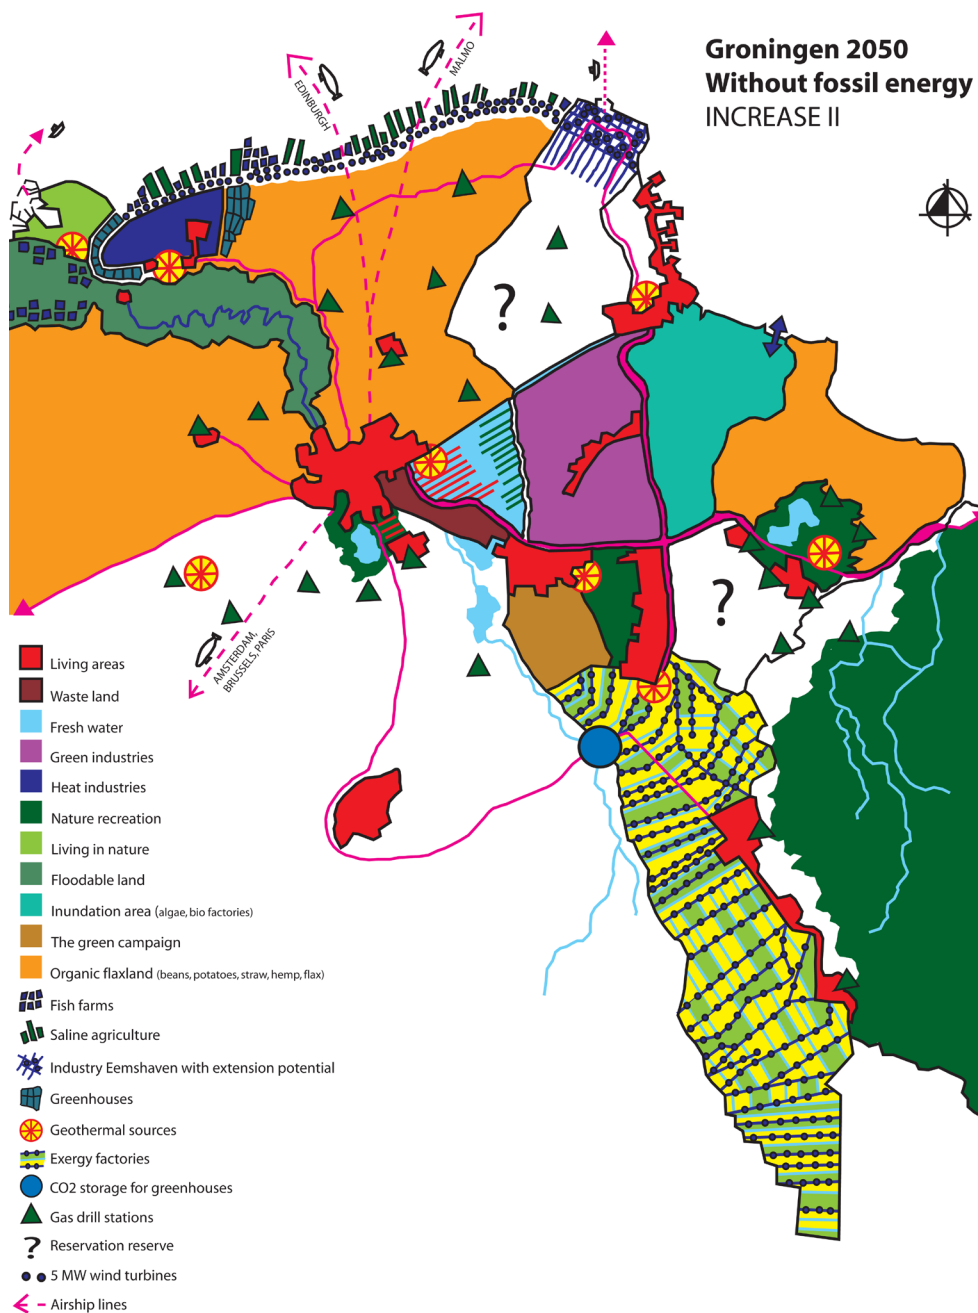 Groningen 2050
Without fossil energy
INCREASE II
EDINBURGH
MALMO
?
?
AMSTERDAM,
BRUSSELS, PARIS
Living areas
Waste land
Fresh water
Green industries
Heat industries
Nature recreation
Living in nature
Floodable land
Inundation area (algae, bio factories)
The green campaign
Organic flaxland (beans, potatoes, straw, hemp, flax)
Fish farms
Saline agriculture
Industry Eemshaven with extension potential
Greenhouses
Geothermal sources
Exergy factories
CO2 storage for greenhouses
Gas drill stations
? Reservation reserve
5 MW wind turbines
Airship lines